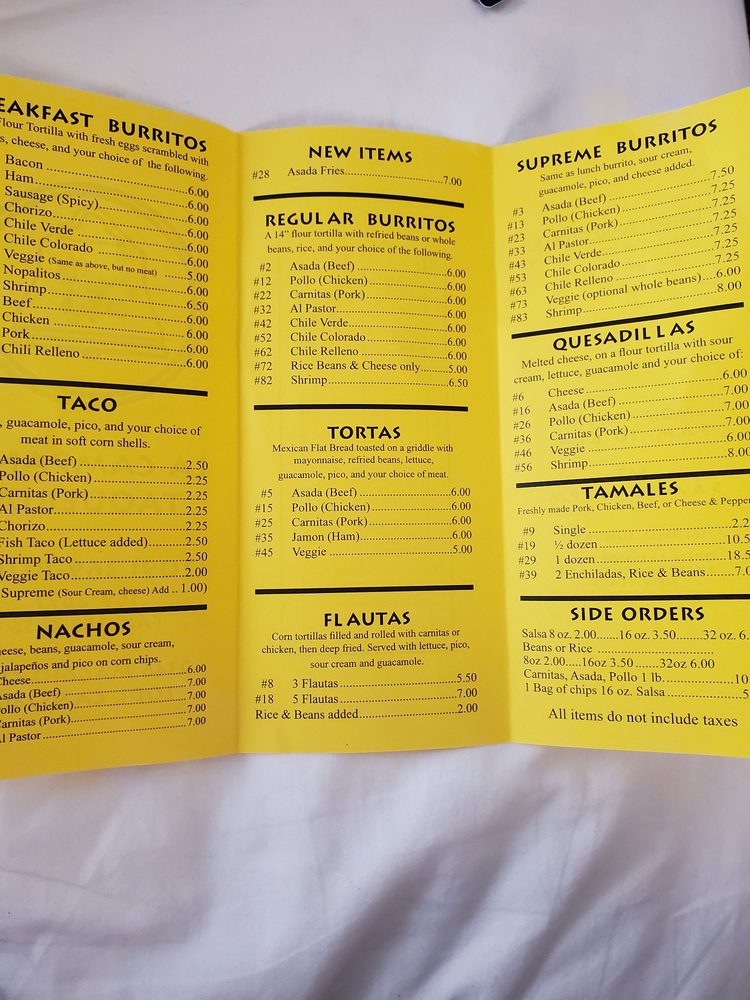 EAKFAST BURRITOS
Flour Tortilla with fresh eggs scrambled with
s, cheese, and your choice of the following.
Bacon ........6.00
Ham........6.00
Sausage (Spicy)........6.00
Chorizo........6.00
Chile Verde ........6.00
Chile Colorado ........6.00
Veggie (Same as above, but no meat) ........5.00
Nopalitos........6.00
Shrimp........6.50
Beef........6.00
Chicken ........6.00
Pork........6.00
Chili Relleno ........6.00
TACO
, guacamole, pico, and your choice of
meat in soft corn shells.
Asada (Beef) ........2.50
Pollo (Chicken)........2.25
Carnitas (Pork)........2.25
Al Pastor........2.25
Chorizo........2.25
Fish Taco (Lettuce added)........2.50
Shrimp Taco ........2.50
Veggie Taco........2.00
Supreme (Sour Cream, cheese) Add .. 1.00)
NACHOS
heese, beans, guacamole, sour cream,
jalapeños and pico on corn chips.
Cheese........6.00
Asada (Beef) ........7.00
Pollo (Chicken)........7.00
Carnitas (Pork)........7.00
Al Pastor ........7.00
NEW ITEMS
#28 Asada Fries........7.00
REGULAR BURRITOS
A 14" flour tortilla with refried beans or whole
beans, rice, and your choice of the following.
#2 Asada (Beef) ........6.00
#12 Pollo (Chicken) ........6.00
#22 Carnitas (Pork) ........6.00
#32 Al Pastor........6.00
#42 Chile Verde........6.00
#52 Chile Colorado........6.00
#62 Chile Relleno ........6.00
#72 Rice Beans & Cheese only........5.00
#82 Shrimp........6.50
TORTAS
Mexican Flat Bread toasted on a griddle with
mayonnaise, refried beans, lettuce,
guacamole, pico, and your choice of meat.
#5 Asada (Beef)........6.00
#15 Pollo (Chicken)........6.00
#25 Carnitas (Pork)........6.00
#35 Jamon (Ham)........6.00
#45 Veggie ........5.00
FLAUTAS
Corn tortillas filled and rolled with carnitas or
chicken, then deep fried. Served with lettuce, pico,
sour cream and guacamole.
#8 3 Flautas ........5.50
#18 5 Flautas........7.00
Rice & Beans added........2.00
SUPREME BURRITOS
Same as lunch burrito, sour cream,
guacamole, pico, and cheese added.
#3 Asada (Beef) ........7.50
#13 Pollo (Chicken) ........7.25
#23 Carnitas (Pork) ........7.25
#33 Al Pastor........7.25
#43 Chile Verde........7.25
#53 Chile Colorado ........7.25
#63 Chile Relleno ........7.25
#73 Veggie (optional whole beans)....6.00
#83 Shrimp........8.00
QUESADILLAS
Melted cheese, on a flour tortilla with sour
cream, lettuce, guacamole and your choice of:
#6 Cheese ........6.00
#16 Asada (Beef) ........7.00
#26 Pollo (Chicken) ........7.00
#36 Carnitas (Pork)........7.00
#46 Veggie ........6.00
#56 Shrimp........8.00
TAMALES
Freshly made Pork, Chicken, Beef, or Cheese & Pepper
#9 Single ........2.2
#19 ½ dozen ........10.5
#29 1 dozen ........18.5
#39 2 Enchiladas, Rice & Beans........7.0
SIDE ORDERS
Salsa 8 oz. 2.00......16 oz. 3.50........32 oz. 6.
Beans or Rice ........
8oz 2.00.....16oz 3.50 ......32oz 6.00
Carnitas, Asada, Pollo 1 lb........10
1 Bag of chips 16 oz. Salsa ........5
All items do not include taxes